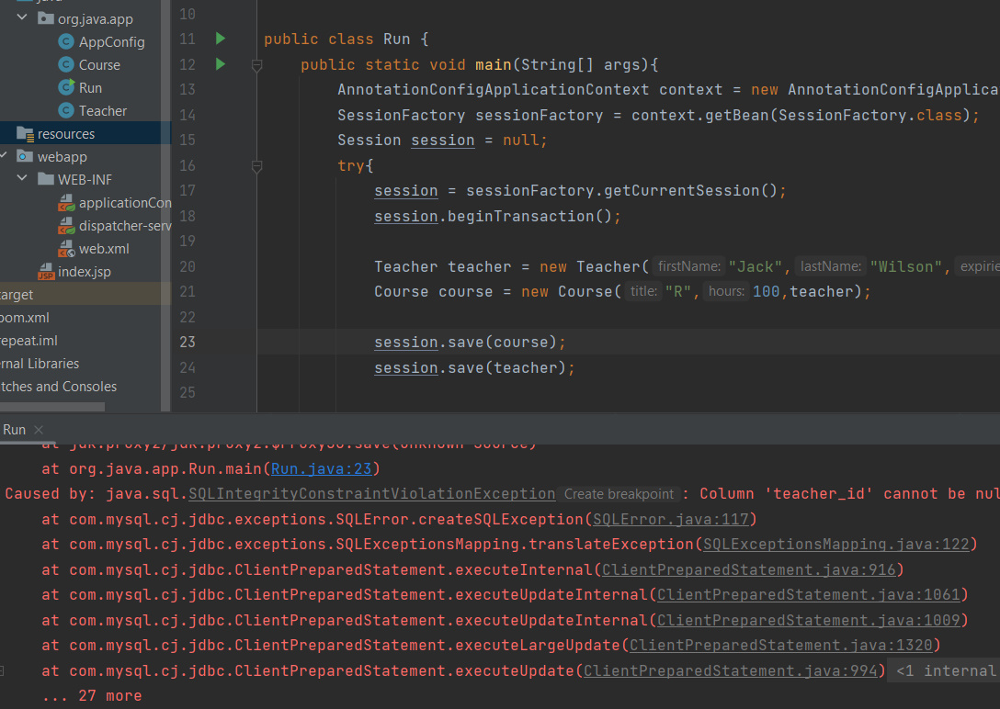 org.java.app
AppConfig
Course
Run
Teacher
resources
webapp
WEB-INF
applicationCon
dispatcher-serv
web.xml
index.jsp
target
pom.xml
repeat.iml
rnal Libraries
tches and Consoles
10
11 public class Run {
12 public static void main(String[] args){
13 AnnotationConfigApplicationContext context = new AnnotationConfigApplica
14 SessionFactory sessionFactory = context.getBean(SessionFactory.class);
15 Session session = null;
16 try{
17 session = sessionFactory.getCurrentSession();
18 session.beginTransaction();
19
20 Teacher teacher = new Teacher( firstName: "Jack", lastName: "Wilson", expirie
21 Course course = new Course( title: "R", hours: 100,teacher);
22
23 session.save(course);
24 session.save(teacher);
25
Run
at jdk.proxy2/jdk.proxy2.$Proxy38.save(Unknown Source)
at org.java.app.Run.main(Run.java:23)
Caused by: java.sql.SQLIntegrityConstraintViolationException Create breakpoint : Column 'teacher_id' cannot be nul
at com.mysql.cj.jdbc.exceptions.SQLError.createSQLException(SQLError.java:117)
at com.mysql.cj.jdbc.exceptions.SQLExceptionsMapping.translateException(SQLExceptionsMapping.java:122)
at com.mysql.cj.jdbc.ClientPreparedStatement.executeInternal(ClientPreparedStatement.java:916)
at com.mysql.cj.jdbc.ClientPreparedStatement.executeUpdateInternal(ClientPreparedStatement.java:1061)
at com.mysql.cj.jdbc.ClientPreparedStatement.executeUpdateInternal(ClientPreparedStatement.java:1009)
at com.mysql.cj.jdbc.ClientPreparedStatement.executeLargeUpdate(ClientPreparedStatement.java:1320)
at com.mysql.cj.jdbc.ClientPreparedStatement.executeUpdate(ClientPreparedStatement.java:994) <1 internal
... 27 more